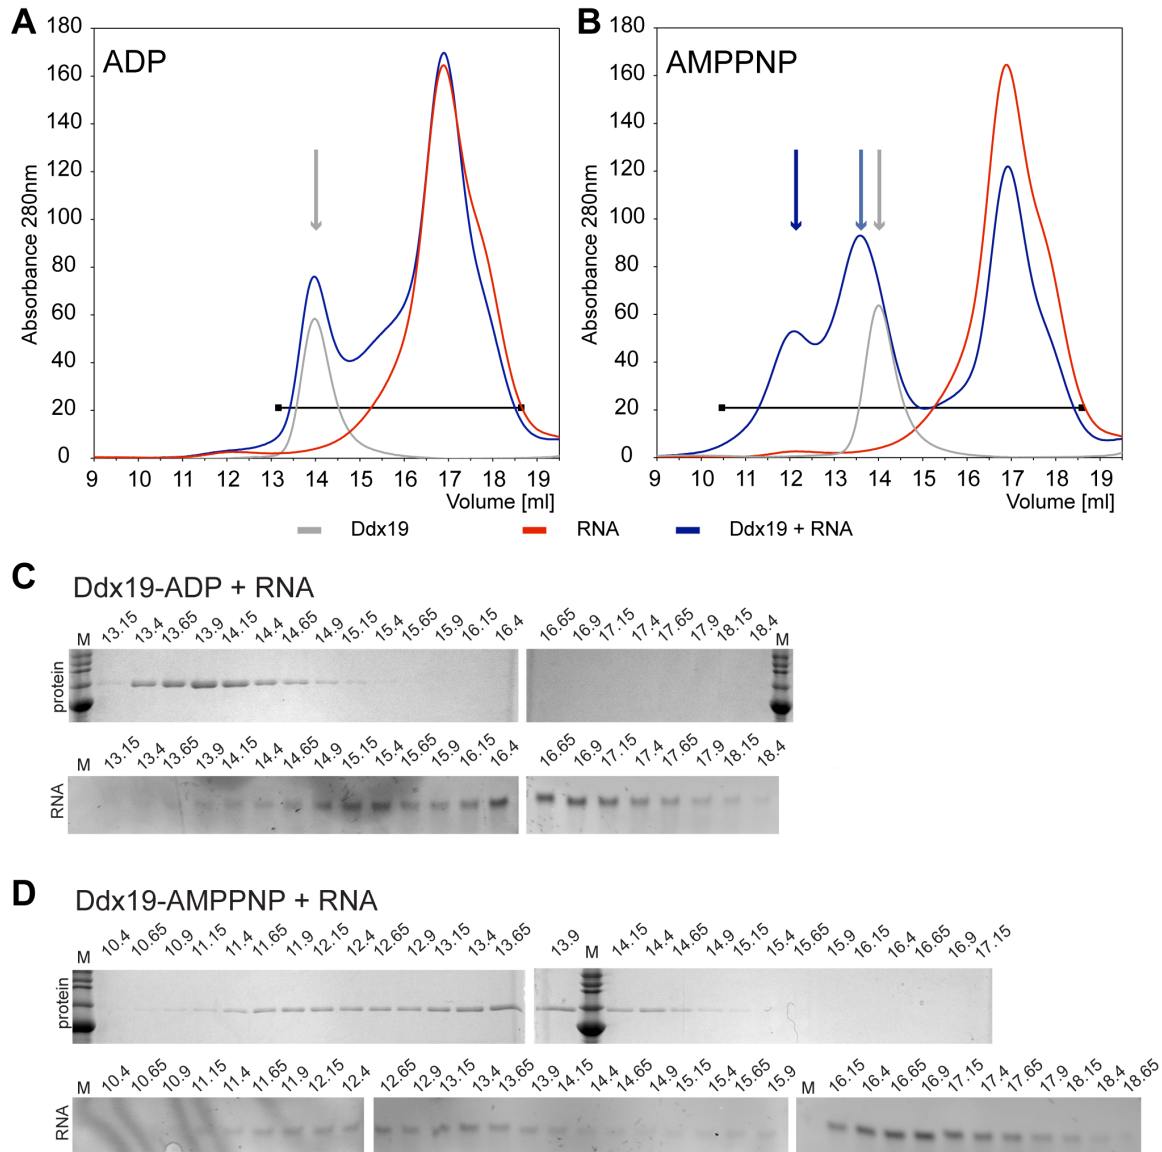 A
B
180
160
140
120
100
80
60
40
20
0
ADP
Absorbance 280nm
9 10 11 12 13 14 15 16 17 18 19
Volume [ml]
180
160
140
120
100
80
60
40
20
0
AMPPNP
Absorbance 280nm
9 10 11 12 13 14 15 16 17 18 19
Volume [ml]
Ddx19 RNA Ddx19 + RNA
C
Ddx19-ADP + RNA
M 13.15 13.4 13.65 13.9 14.15 14.4 14.65 14.9 15.15 15.4 15.65 15.9 16.15 16.4 16.65 16.9 17.15 17.4 17.65 17.9 18.15 18.4 M
protein
M 13.15 13.4 13.65 13.9 14.15 14.4 14.65 14.9 15.15 15.4 15.65 15.9 16.15 16.4 16.65 16.9 17.15 17.4 17.65 17.9 18.15 18.4
RNA
D
Ddx19-AMPPNP + RNA
M 10.4 10.65 10.9 11.15 11.4 11.65 11.9 12.15 12.4 12.65 12.9 13.15 13.4 13.65 13.9 M 14.15 14.4 14.65 14.9 15.15 15.4 15.65 15.9 16.15 16.4 16.65 16.9 17.15
protein
M 10.4 10.65 10.9 11.15 11.4 11.65 11.9 12.15 12.4 12.65 12.9 13.15 13.4 13.65 13.9 14.15 14.4 14.65 14.9 15.15 15.4 15.65 15.9 M 16.15 16.4 16.65 16.9 17.15 17.4 17.65 17.9 18.15 18.4 18.65
RNA